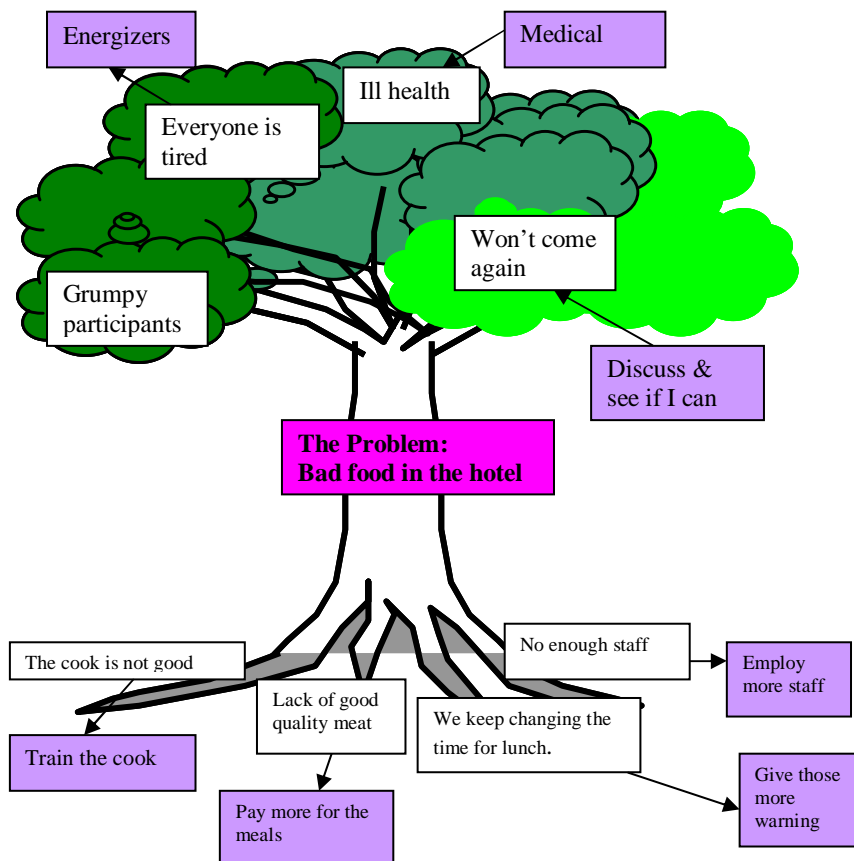 Energizers
Medical
Ill health
Everyone is
tired
Won't come
again
Grumpy
participants
Discuss &
see if I can
The Problem:
Bad food in the hotel
No enough staff
The cook is not good
Employ
more staff
Lack of good
quality meat
We keep changing the
time for lunch.
Train the cook
Give those
more
warning
Pay more for the
meals